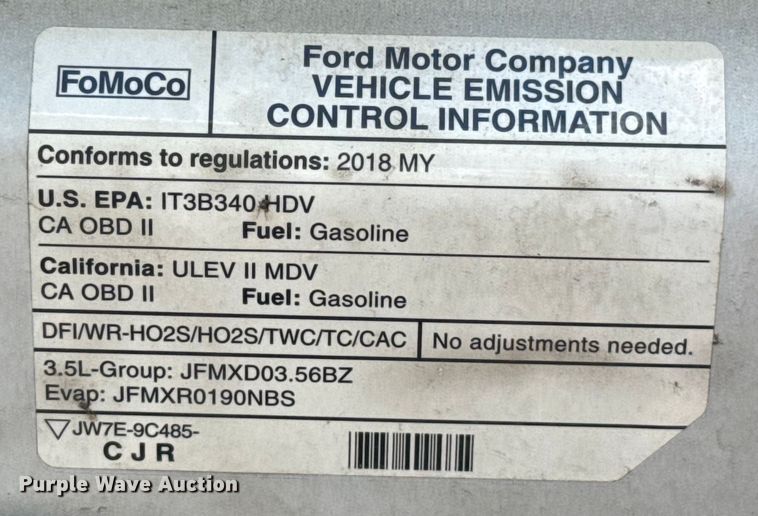 FoMoCo
Ford Motor Company
VEHICLE EMISSION
CONTROL INFORMATION
Conforms to regulations: 2018 MY
U.S. EPA: IT3B340 HDV
CA OBD II Fuel: Gasoline
California: ULEV II MDV
CA OBD II Fuel: Gasoline
DFI/WR-HO2S/HO2S/TWC/TC/CAC No adjustments needed.
3.5L-Group: JFMXD03.56BZ
Evap: JFMXR0190NBS
▽JW7E-9C485-
CJR
Purple Wave Auction